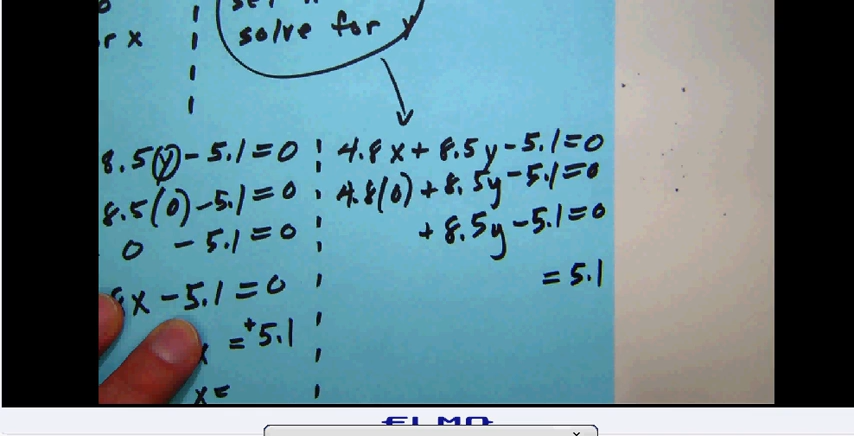 r x
solve for y
8.5(y) - 5.1 = 0
8.5(0) - 5.1 = 0
0 - 5.1 = 0
8x - 5.1 = 0
x = +5.1
x =
4.8x + 8.5y - 5.1 = 0
4.8(0) + 8.5y - 5.1 = 0
+ 8.5y - 5.1 = 0
= 5.1
ELMO